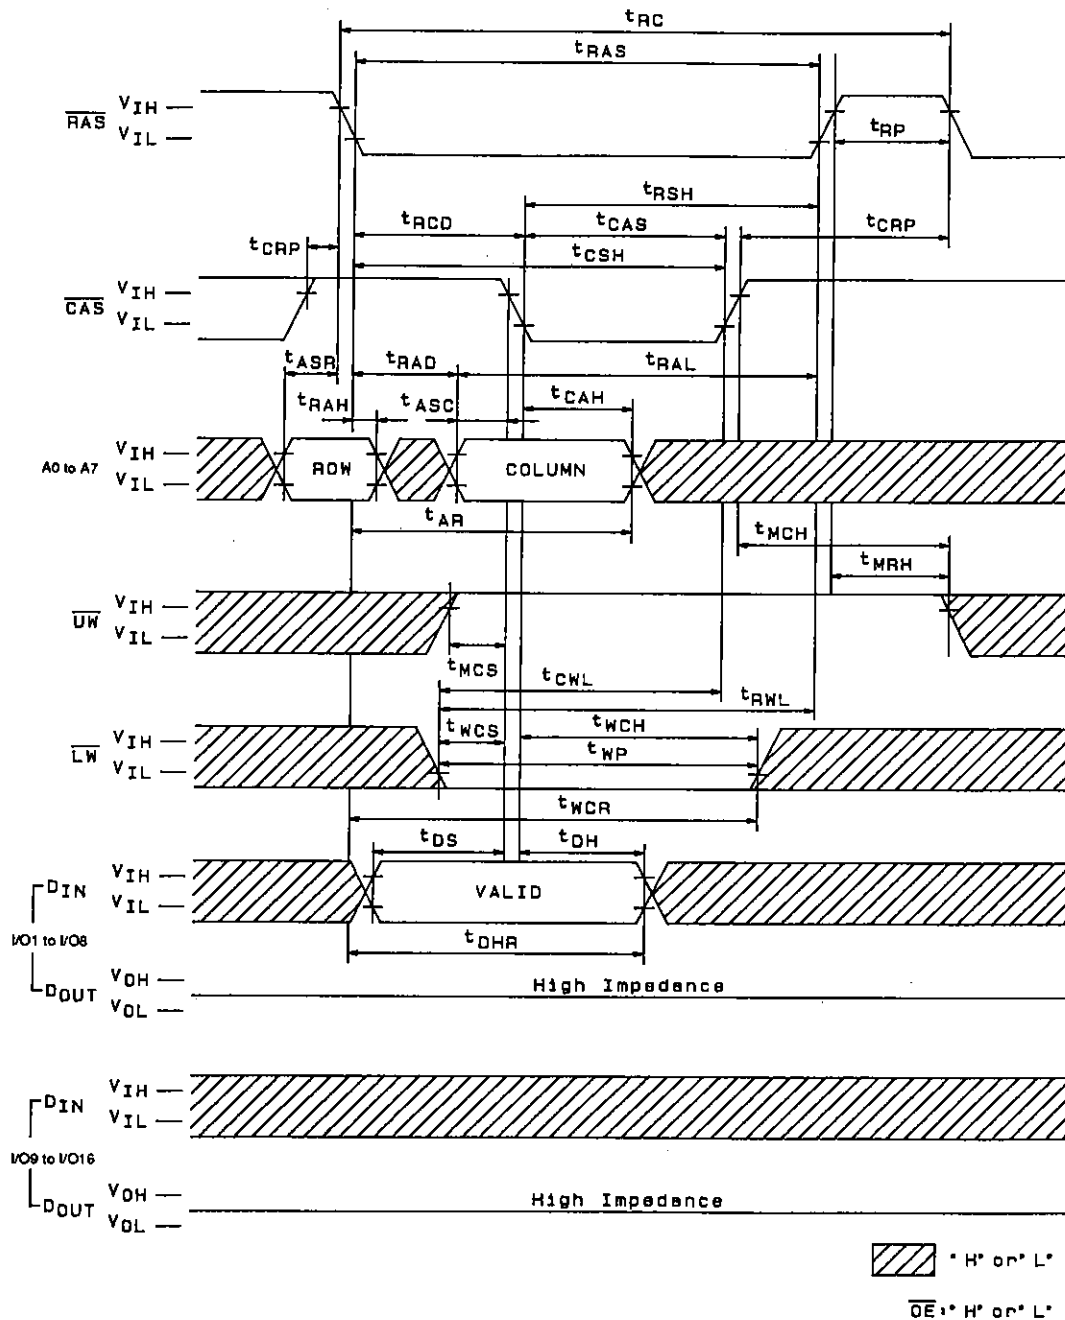 tRC
tRAS
RAS VIH
VIL
tRP
tRSH
tRCD tCAS tCRP
tCRP
tCSH
CAS VIH
VIL
tASR tRAD tRAL
tRAH tASC tCAH
A0 to A7 VIH
VIL
ROW COLUMN
tAR
tMCH
tMRH
UW VIH
VIL
tMCS
tCWL
tRWL
tWCS tWCH
LW VIH
VIL
tWP
tWCR
tDS tDH
DIN VIH
VIL
VALID
I/O1 to I/O8
tDHR
DOUT VOH
VOL
High Impedance
DIN VIH
VIL
I/O9 to I/O16
DOUT VOH
VOL
High Impedance
"H" or "L"
OE : "H" or "L"